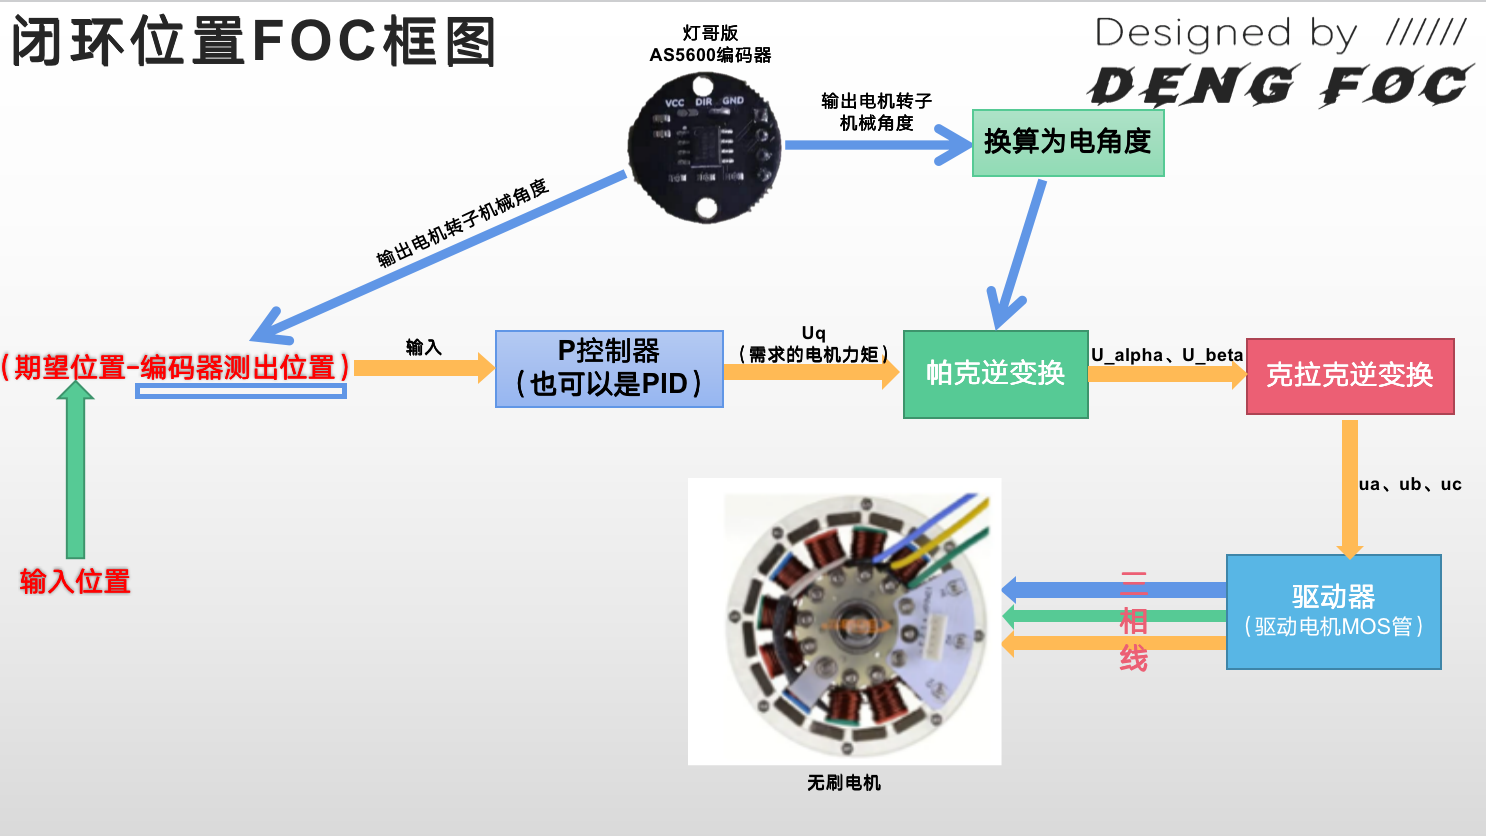 闭环位置FOC框图
灯哥版
AS5600编码器
Designed by //////
DENG FOC
VCC DIR GND
输出电机转子
机械角度
换算为电角度
输出电机转子机械角度
（期望位置-编码器测出位置）
输入
P控制器
（也可以是PID）
Uq
（需求的电机力矩）
帕克逆变换
U_alpha、U_beta
克拉克逆变换
ua、ub、uc
输入位置
三
相
线
驱动器
（驱动电机MOS管）
无刷电机